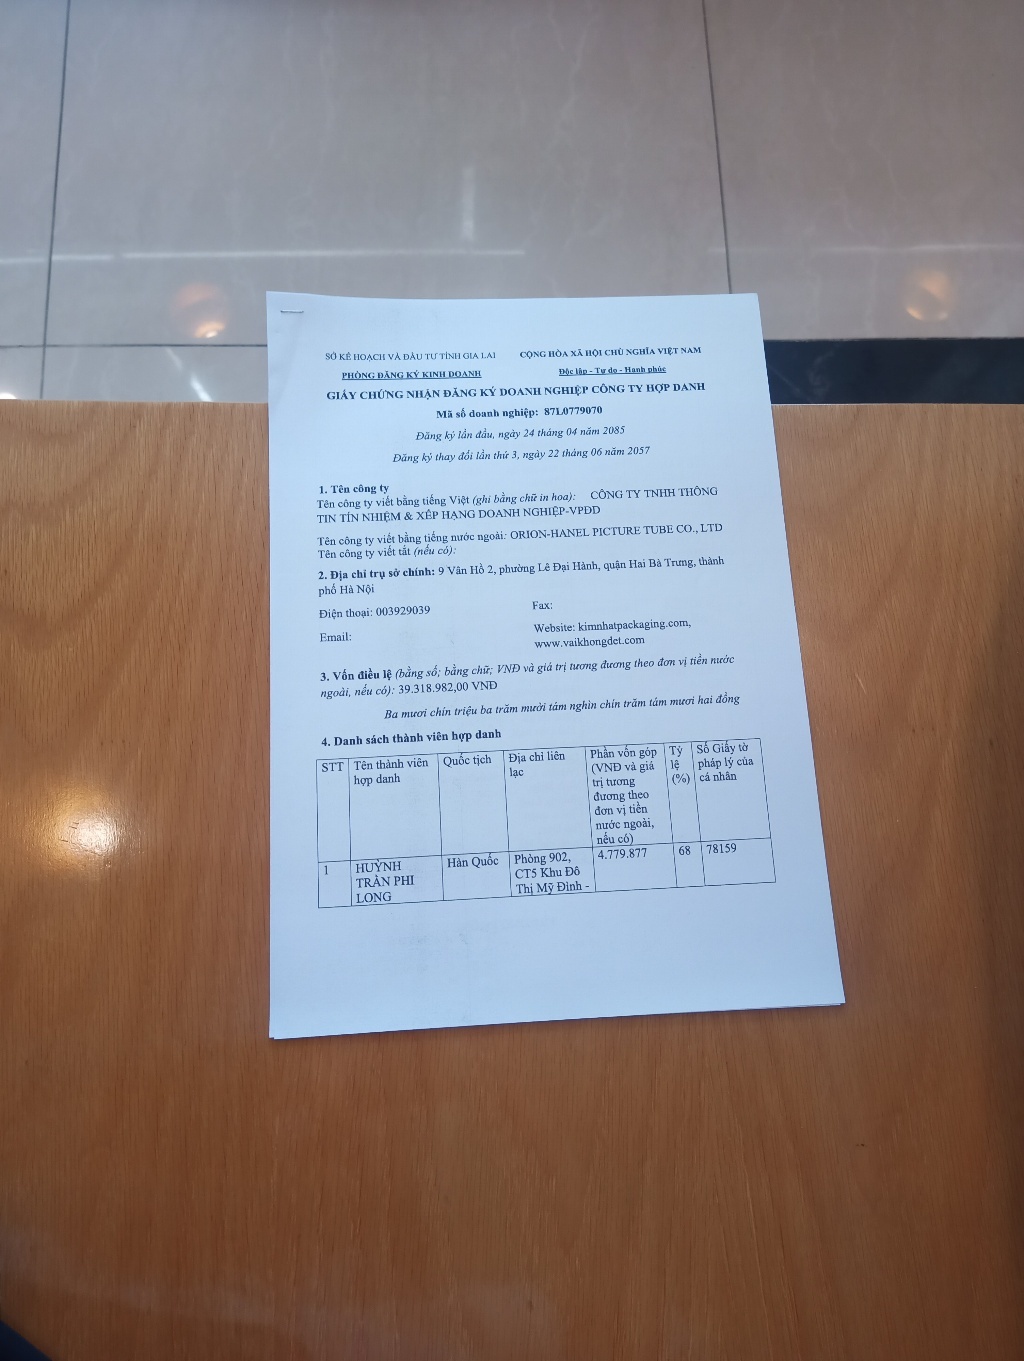 SỞ KẾ HOẠCH VÀ ĐẦU TƯ TỈNH GIA LAI
PHÒNG ĐĂNG KÝ KINH DOANH
CỘNG HÒA XÃ HỘI CHỦ NGHĨA VIỆT NAM
Độc lập - Tự do - Hạnh phúc
GIẤY CHỨNG NHẬN ĐĂNG KÝ DOANH NGHIỆP CÔNG TY HỢP DANH
Mã số doanh nghiệp: 87L0779070
Đăng ký lần đầu, ngày 24 tháng 04 năm 2085
Đăng ký thay đổi lần thứ 3, ngày 22 tháng 06 năm 2057
1. Tên công ty
Tên công ty viết bằng tiếng Việt (ghi bằng chữ in hoa): CÔNG TY TNHH THÔNG
TIN TÍN NHIỆM & XẾP HẠNG DOANH NGHIỆP-VPĐD
Tên công ty viết bằng tiếng nước ngoài: ORION-HANEL PICTURE TUBE CO., LTD
Tên công ty viết tắt (nếu có):
2. Địa chỉ trụ sở chính: 9 Vân Hồ 2, phường Lê Đại Hành, quận Hai Bà Trưng, thành
phố Hà Nội
Điện thoại: 003929039
Fax:
Email:
Website: kimnhatpackaging.com,
www.vaikhongdet.com
3. Vốn điều lệ (bằng số; bằng chữ; VNĐ và giá trị tương đương theo đơn vị tiền nước
ngoài, nếu có): 39.318.982,00 VNĐ
Ba mươi chín triệu ba trăm mười tám nghìn chín trăm tám mươi hai đồng
4. Danh sách thành viên hợp danh
STT
Tên thành viên
hợp danh
Quốc tịch
Địa chỉ liên
lạc
Phần vốn góp
(VNĐ và giá
trị tương
đương theo
đơn vị tiền
nước ngoài,
nếu có)
Tỷ
lệ
(%)
Số Giấy tờ
pháp lý của
cá nhân
1
HUỲNH
TRẦN PHI
LONG
Hàn Quốc
Phòng 902,
CT5 Khu Đô
Thị Mỹ Đình -
4.779.877
68
78159